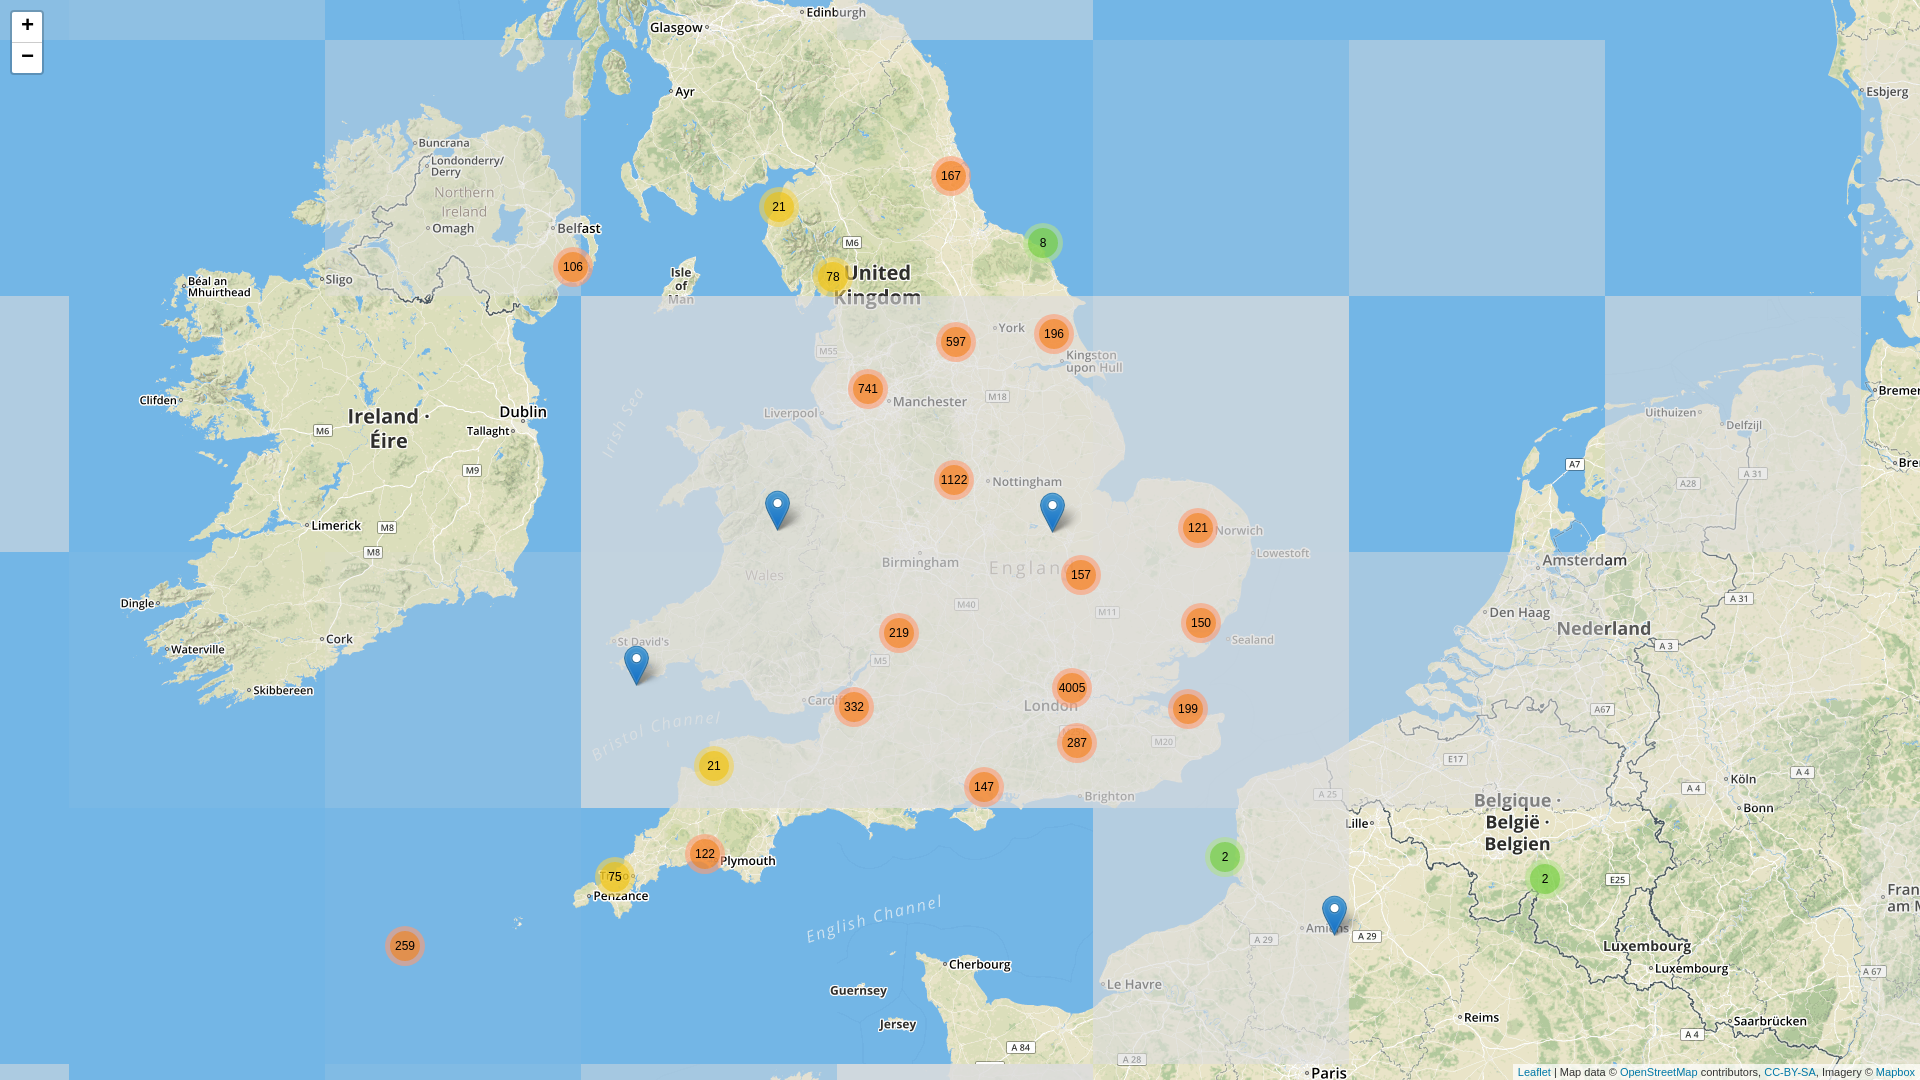 +
−
Glasgow
Edinburgh
Ayr
Esbjerg
Buncrana
Londonderry/
Derry
Northern
Ireland
Omagh
Belfast
167
21
8
M6
106
78
United
Kingdom
Isle
of
Man
Sligo
Béal an
Mhuirthead
York
196
597
M55
Kingston
upon Hull
741
Manchester
M18
Liverpool
Irish Sea
Clifden
Ireland ·
Éire
Dublin
Tallaght
M6
M9
Uithuizen
Delfzijl
Bremer
A7
A 31
A28
Bre
1122
Nottingham
Limerick
M8
M8
121
Norwich
Lowestoft
Birmingham
Englan
157
Wales
Amsterdam
Dingle
M40
M11
A 31
Den Haag
Nederland
219
150
Sealand
Cork
Waterville
St David's
M5
A 3
Skibbereen
4005
London
199
Cardiff
332
A67
Bristol Channel
287
M20
E17
21
147
Brighton
A 25
Köln
A 4
A 4
Bonn
Belgique ·
België ·
Belgien
Lille
122
Plymouth
75
Penzance
2
2
E25
Fran
am M
English Channel
259
Amiens
A 29
A 29
Luxembourg
Luxembourg
A 67
Cherbourg
Le Havre
Guernsey
Jersey
Reims
Saarbrücken
A 4
A 84
A 28
Paris
Leaflet | Map data © OpenStreetMap contributors, CC-BY-SA, Imagery © Mapbox